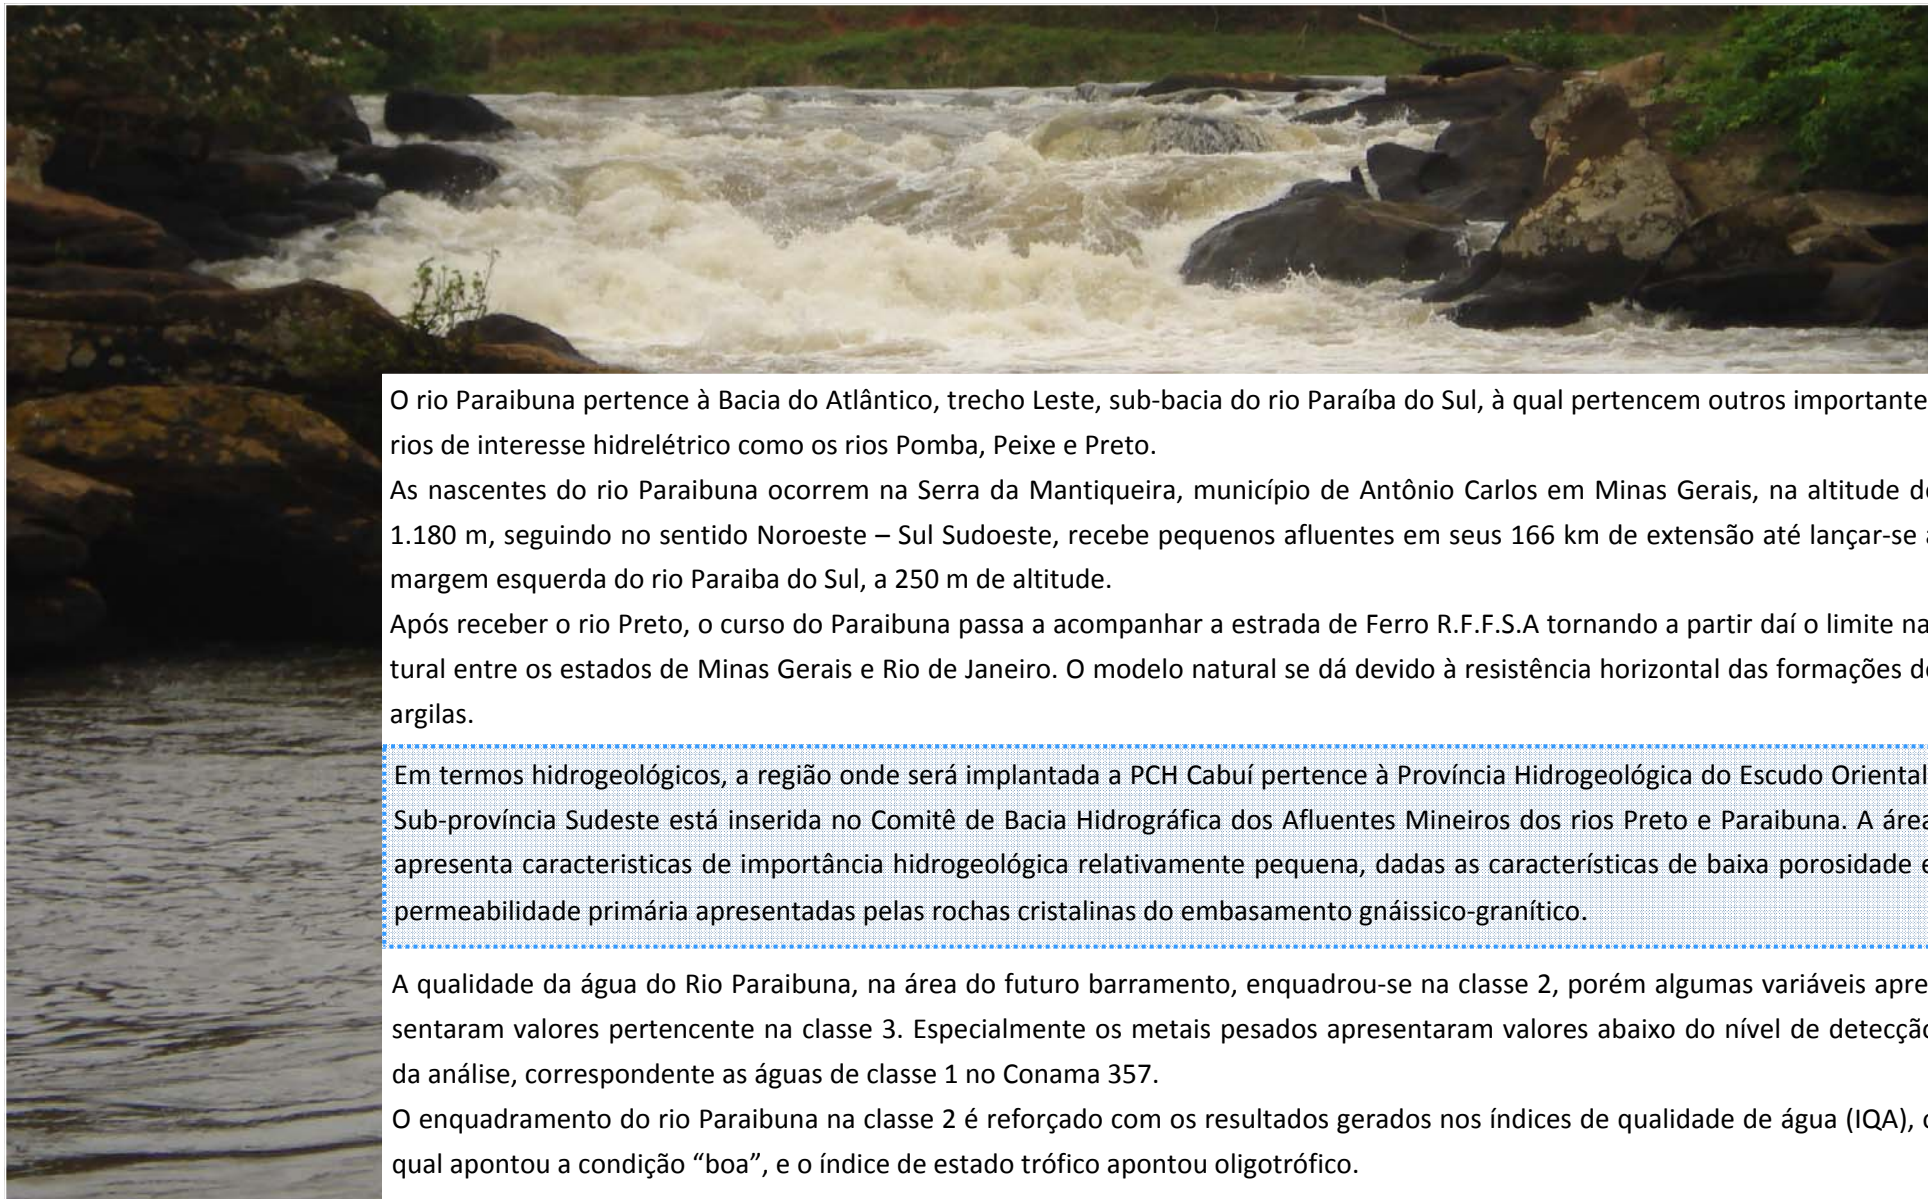 O rio Paraibuna pertence à Bacia do Atlântico, trecho Leste, sub-bacia do rio Paraíba do Sul, à qual pertencem outros importante
rios de interesse hidrelétrico como os rios Pomba, Peixe e Preto.
As nascentes do rio Paraibuna ocorrem na Serra da Mantiqueira, município de Antônio Carlos em Minas Gerais, na altitude de
1.180 m, seguindo no sentido Noroeste – Sul Sudoeste, recebe pequenos afluentes em seus 166 km de extensão até lançar-se
margem esquerda do rio Paraiba do Sul, a 250 m de altitude.
Após receber o rio Preto, o curso do Paraibuna passa a acompanhar a estrada de Ferro R.F.F.S.A tornando a partir daí o limite na
tural entre os estados de Minas Gerais e Rio de Janeiro. O modelo natural se dá devido à resistência horizontal das formações de
argilas.
Em termos hidrogeológicos, a região onde será implantada a PCH Cabuí pertence à Província Hidrogeológica do Escudo Oriental
Sub-província Sudeste está inserida no Comitê de Bacia Hidrográfica dos Afluentes Mineiros dos rios Preto e Paraibuna. A área
apresenta caracteristicas de importância hidrogeológica relativamente pequena, dadas as características de baixa porosidade e
permeabilidade primária apresentadas pelas rochas cristalinas do embasamento gnáissico-granítico.
A qualidade da água do Rio Paraibuna, na área do futuro barramento, enquadrou-se na classe 2, porém algumas variáveis apre
sentaram valores pertencente na classe 3. Especialmente os metais pesados apresentaram valores abaixo do nível de detecção
da análise, correspondente as águas de classe 1 no Conama 357.
O enquadramento do rio Paraibuna na classe 2 é reforçado com os resultados gerados nos índices de qualidade de água (IQA), o
qual apontou a condição “boa”, e o índice de estado trófico apontou oligotrófico.